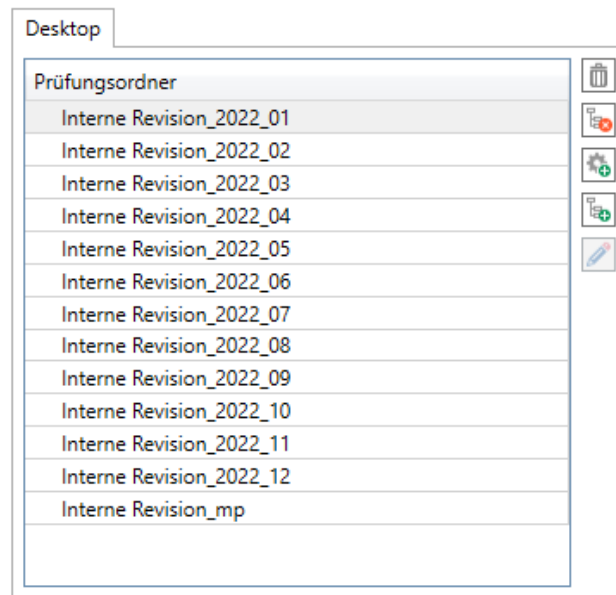 Desktop
Prüfungsordner
Interne Revision_2022_01
Interne Revision_2022_02
Interne Revision_2022_03
Interne Revision_2022_04
Interne Revision_2022_05
Interne Revision_2022_06
Interne Revision_2022_07
Interne Revision_2022_08
Interne Revision_2022_09
Interne Revision_2022_10
Interne Revision_2022_11
Interne Revision_2022_12
Interne Revision_mp